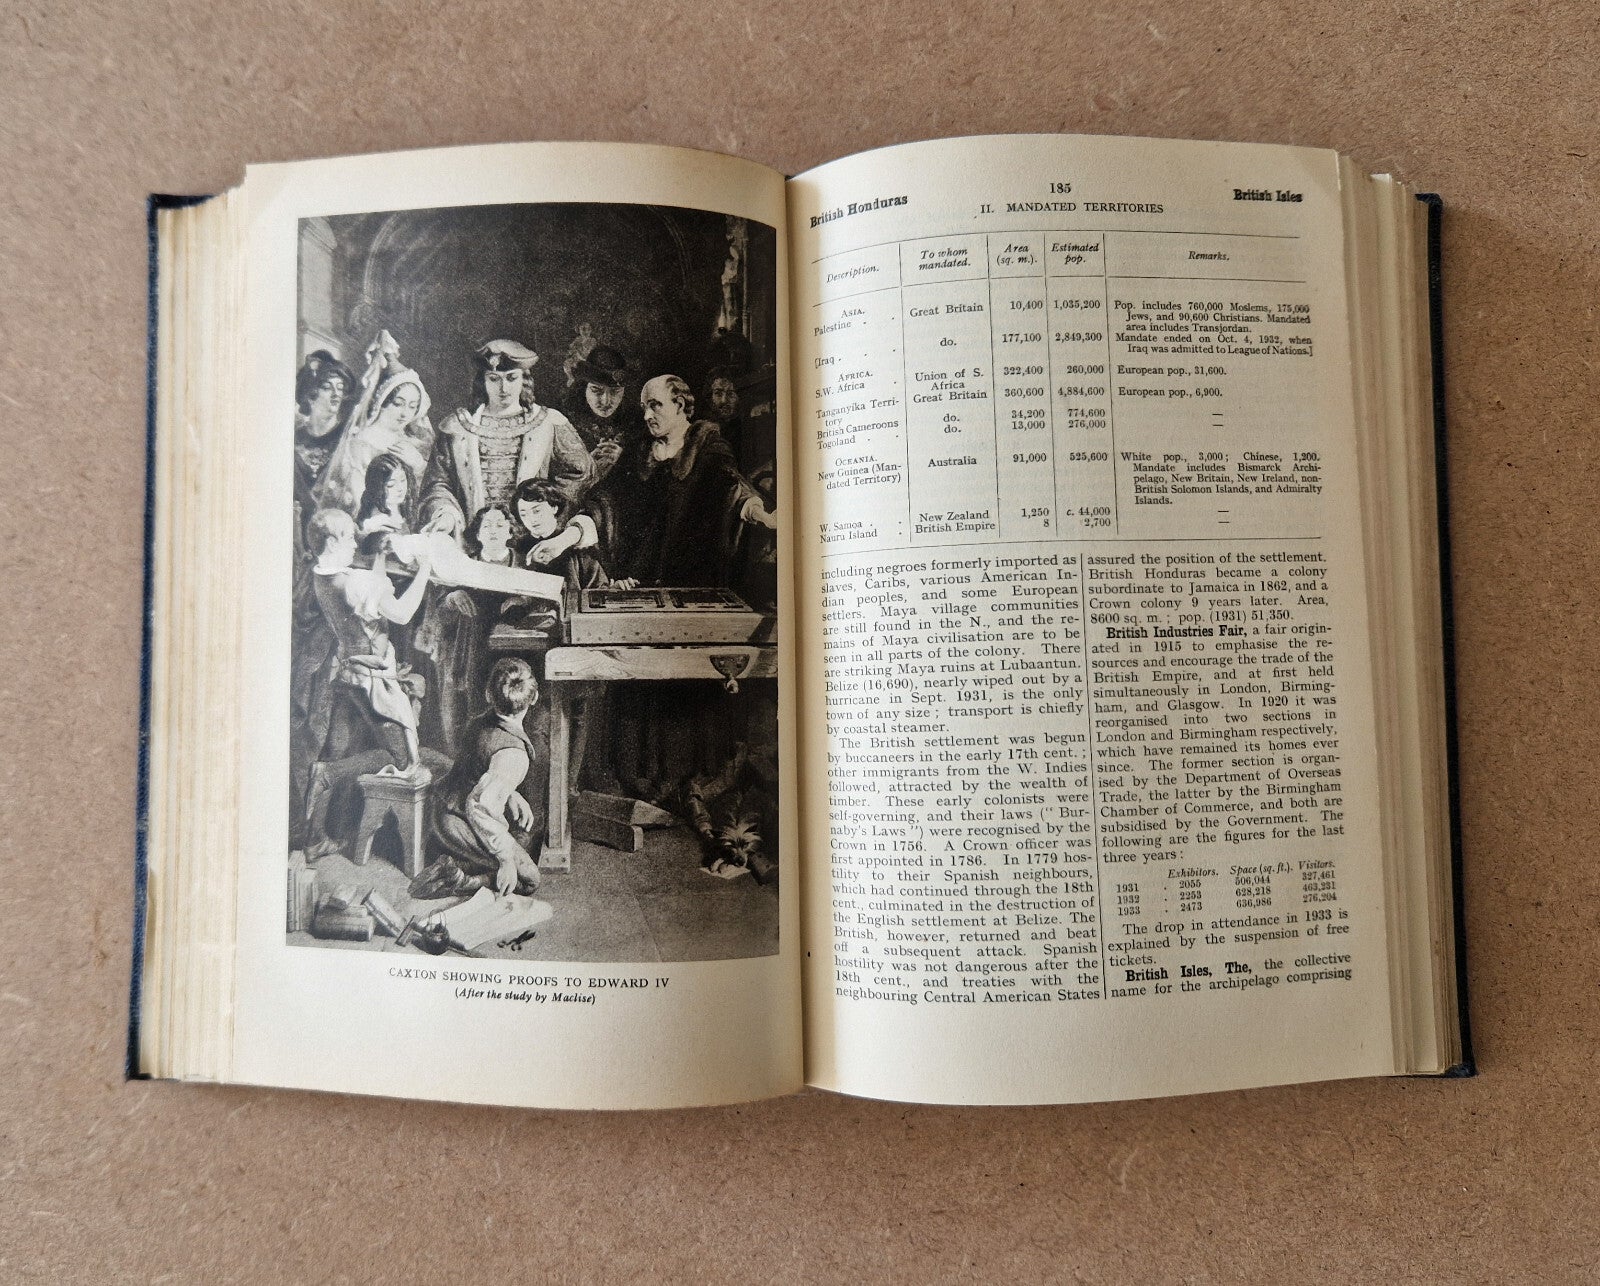 CAXTON SHOWING PROOFS TO EDWARD IV
(After the study by Maclise)
British Honduras 185 British Isles
II. MANDATED TERRITORIES
Description. To whom mandated. Area (sq. m.). Estimated pop. Remarks.
ASIA.
Palestine . . Great Britain 10,400 1,035,200 Pop. includes 760,000 Moslems, 175,000
Jews, and 90,600 Christians. Mandated
area includes Transjordan.
[Iraq . . . do. 177,100 2,849,300 Mandate ended on Oct. 4, 1932, when
Iraq was admitted to League of Nations.]
AFRICA.
S.W. Africa . Union of S. Africa 322,400 260,000 European pop., 31,600.
Tanganyika Terri-
tory Great Britain 360,600 4,884,600 European pop., 6,900.
British Cameroons do. 34,200 774,600 —
Togoland . . do. 13,000 276,000 —
OCEANIA.
New Guinea (Man-
dated Territory) Australia 91,000 525,600 White pop., 3,000; Chinese, 1,200.
Mandate includes Bismarck Archi-
pelago, New Britain, New Ireland, non-
British Solomon Islands, and Admiralty
Islands.
W. Samoa . . New Zealand 1,250 c. 44,000 —
Nauru Island . British Empire 8 2,700 —
including negroes formerly imported as
slaves, Caribs, various American In-
dian peoples, and some European
settlers. Maya village communities
are still found in the N., and the re-
mains of Maya civilisation are to be
seen in all parts of the colony. There
are striking Maya ruins at Lubaantun.
Belize (16,690), nearly wiped out by a
hurricane in Sept. 1931, is the only
town of any size; transport is chiefly
by coastal steamer.
The British settlement was begun
by buccaneers in the early 17th cent.;
other immigrants from the W. Indies
followed, attracted by the wealth of
timber. These early colonists were
self-governing, and their laws (" Bur-
naby's Laws ") were recognised by the
Crown in 1756. A Crown officer was
first appointed in 1786. In 1779 hos-
tility to their Spanish neighbours,
which had continued through the 18th
cent., culminated in the destruction of
the English settlement at Belize. The
British, however, returned and beat
off a subsequent attack. Spanish
hostility was not dangerous after the
18th cent., and treaties with the
neighbouring Central American States
assured the position of the settlement.
British Honduras became a colony
subordinate to Jamaica in 1862, and a
Crown colony 9 years later. Area,
8600 sq. m.; pop. (1931) 51,350.
British Industries Fair, a fair origin-
ated in 1915 to emphasise the re-
sources and encourage the trade of the
British Empire, and at first held
simultaneously in London, Birming-
ham, and Glasgow. In 1920 it was
reorganised into two sections in
London and Birmingham respectively,
which have remained its homes ever
since. The former section is organ-
ised by the Department of Overseas
Trade, the latter by the Birmingham
Chamber of Commerce, and both are
subsidised by the Government. The
following are the figures for the last
three years:
Exhibitors. Space (sq. ft.). Visitors.
1931 . 2055 506,044 327,461
1932 . 2253 628,218 463,231
1933 . 2473 636,986 276,204
The drop in attendance in 1933 is
explained by the suspension of free
tickets.
British Isles, The, the collective
name for the archipelago comprising